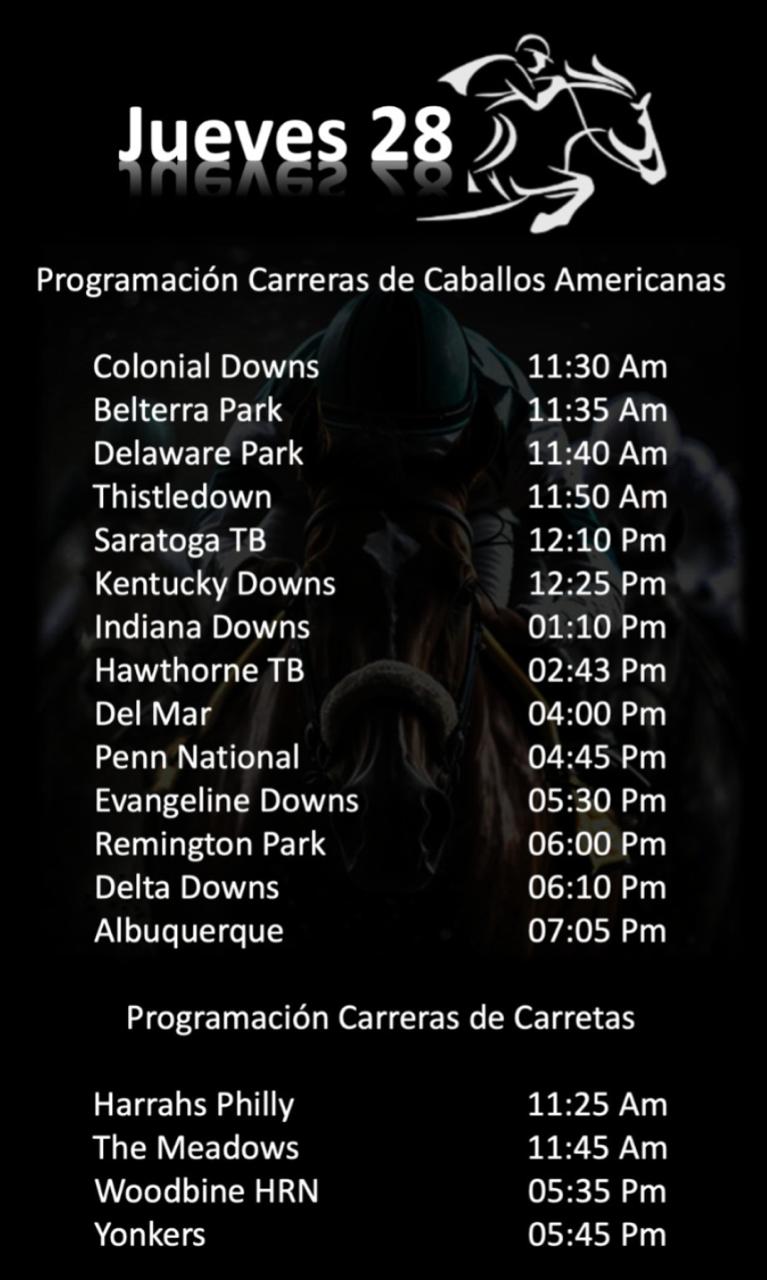 Jueves 28
Programación Carreras de Caballos Americanas
Colonial Downs 11:30 Am
Belterra Park 11:35 Am
Delaware Park 11:40 Am
Thistledown 11:50 Am
Saratoga TB 12:10 Pm
Kentucky Downs 12:25 Pm
Indiana Downs 01:10 Pm
Hawthorne TB 02:43 Pm
Del Mar 04:00 Pm
Penn National 04:45 Pm
Evangeline Downs 05:30 Pm
Remington Park 06:00 Pm
Delta Downs 06:10 Pm
Albuquerque 07:05 Pm
Programación Carreras de Carretas
Harrahs Philly 11:25 Am
The Meadows 11:45 Am
Woodbine HRN 05:35 Pm
Yonkers 05:45 Pm